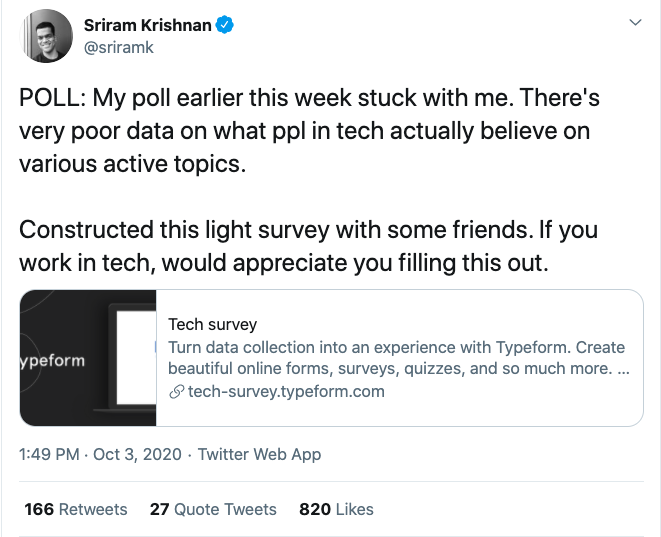 Sriram Krishnan
@sriramk
POLL: My poll earlier this week stuck with me. There's
very poor data on what ppl in tech actually believe on
various active topics.
Constructed this light survey with some friends. If you
work in tech, would appreciate you filling this out.
ypeform
Tech survey
Turn data collection into an experience with Typeform. Create
beautiful online forms, surveys, quizzes, and so much more. ...
tech-survey.typeform.com
1:49 PM · Oct 3, 2020 · Twitter Web App
166 Retweets 27 Quote Tweets 820 Likes